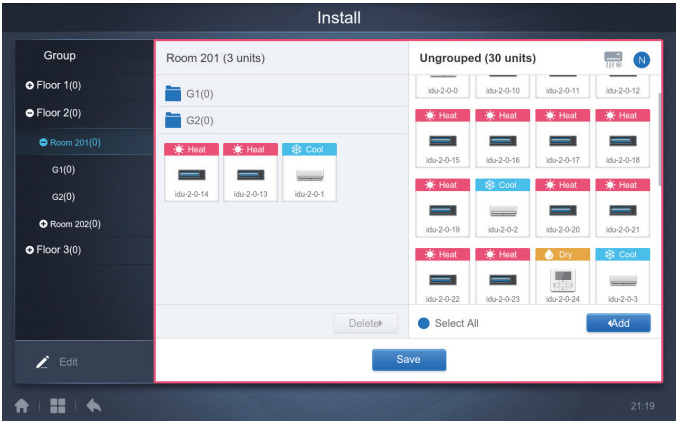 Install
Group
Floor 1(0)
Floor 2(0)
Room 201(0)
G1(0)
G2(0)
Room 202(0)
Floor 3(0)
Edit
Room 201 (3 units)
G1(0)
G2(0)
Heat Heat Cool
idu-2-0-14 idu-2-0-13 idu-2-0-1
Delete
Ungrouped (30 units)
N
idu-2-0-0 idu-2-0-10 idu-2-0-11 idu-2-0-12
Heat Heat Heat Heat
idu-2-0-15 idu-2-0-16 idu-2-0-17 idu-2-0-18
Heat Cool Heat Heat
idu-2-0-19 idu-2-0-2 idu-2-0-20 idu-2-0-21
Heat Heat Dry Cool
idu-2-0-22 idu-2-0-23 idu-2-0-24 idu-2-0-3
Select All
Add
Save
21:19